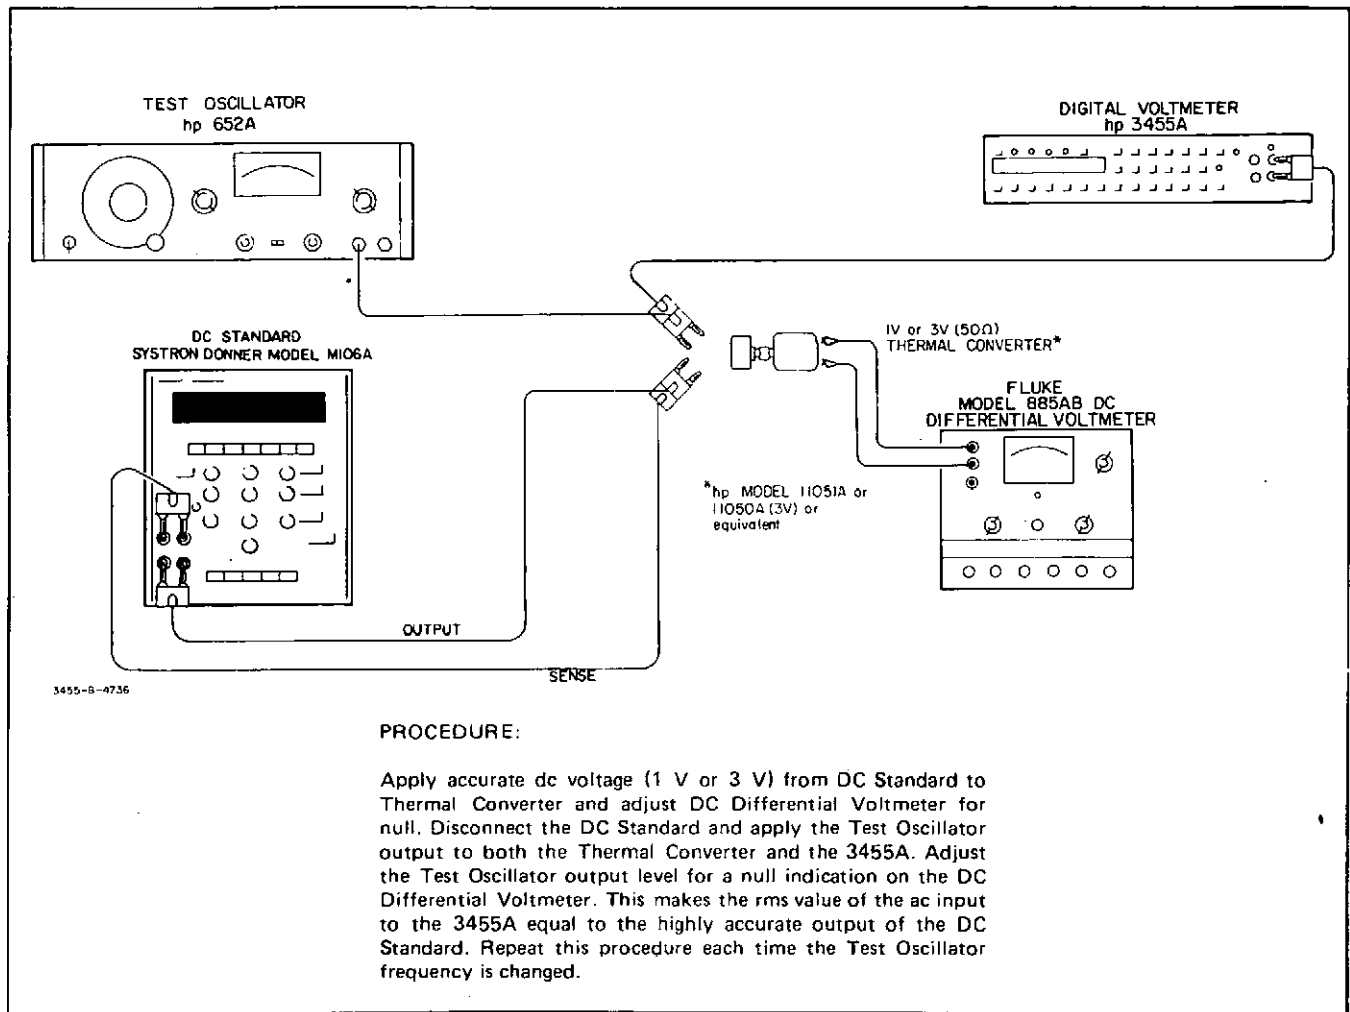 TEST OSCILLATOR
hp 652A
DIGITAL VOLTMETER
hp 3455A
*
DC STANDARD
SYSTRON DONNER MODEL M106A
1V or 3V (50Ω)
THERMAL CONVERTER*
FLUKE
MODEL 885AB DC
DIFFERENTIAL VOLTMETER
*hp MODEL 11051A or
11050A (3V) or
equivalent
OUTPUT
SENSE
3455-B-4736
PROCEDURE:
Apply accurate dc voltage (1 V or 3 V) from DC Standard to
Thermal Converter and adjust DC Differential Voltmeter for
null. Disconnect the DC Standard and apply the Test Oscillator
output to both the Thermal Converter and the 3455A. Adjust
the Test Oscillator output level for a null indication on the DC
Differential Voltmeter. This makes the rms value of the ac input
to the 3455A equal to the highly accurate output of the DC
Standard. Repeat this procedure each time the Test Oscillator
frequency is changed.